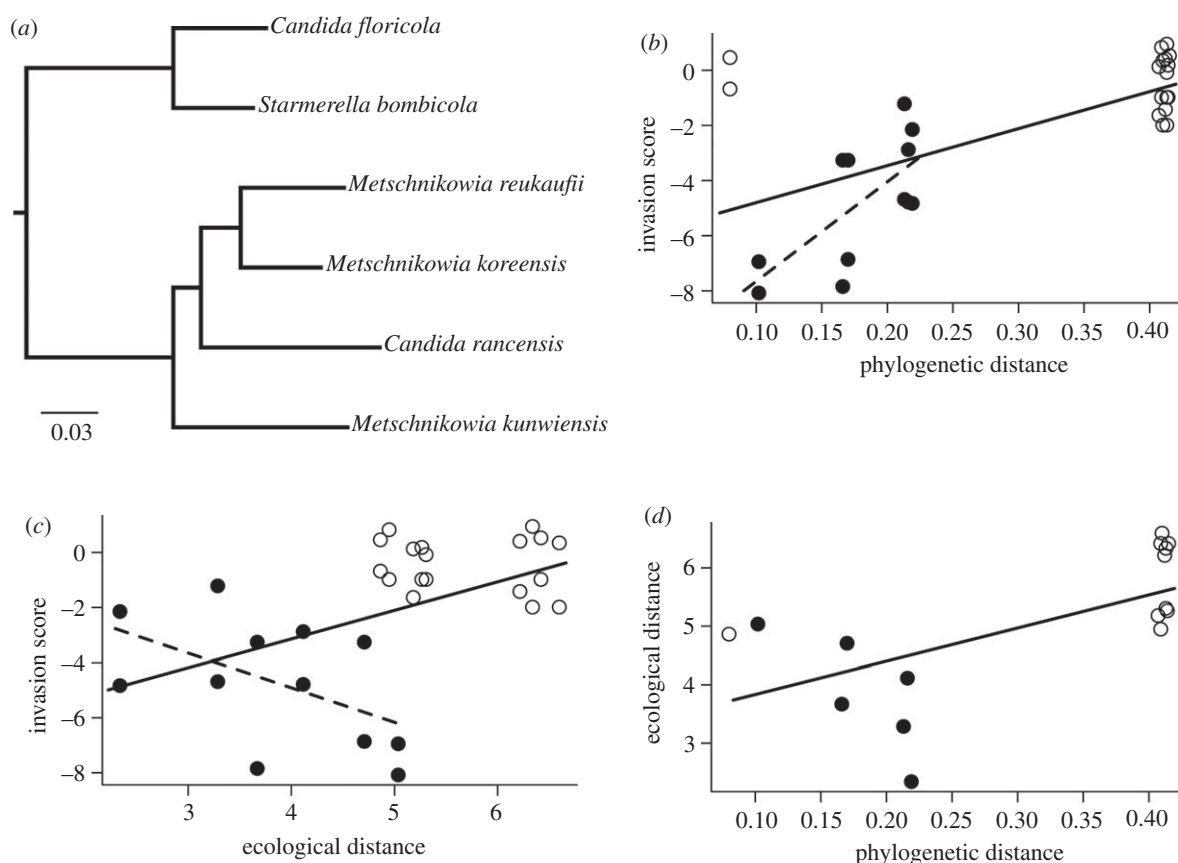 (a)
Candida floricola
Starmerella bombicola
Metschnikowia reukaufii
Metschnikowia koreensis
Candida rancensis
Metschnikowia kunwiensis
0.03
(b)
invasion score
0
–2
–4
–6
–8
0.10 0.15 0.20 0.25 0.30 0.35 0.40
phylogenetic distance
(c)
invasion score
0
–2
–4
–6
–8
3 4 5 6
ecological distance
(d)
ecological distance
6
5
4
3
0.10 0.15 0.20 0.25 0.30 0.35 0.40
phylogenetic distance